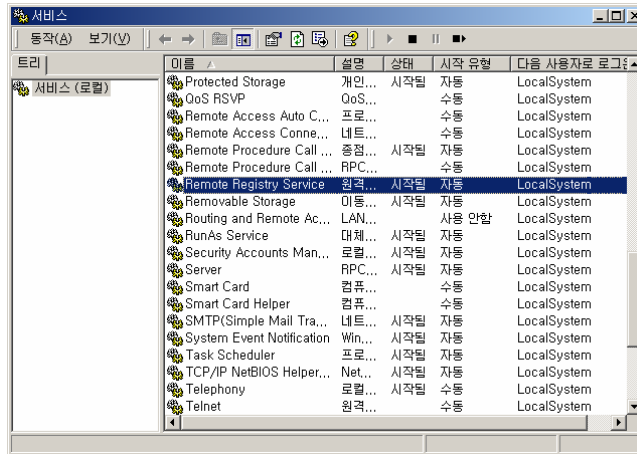 서비스
동작(A) 보기(V)
트리
서비스 (로컬)
이름 설명 상태 시작 유형 다음 사용자로 로그온
Protected Storage 개인... 시작됨 자동 LocalSystem
QoS RSVP QoS... 수동 LocalSystem
Remote Access Auto C... 프로... 수동 LocalSystem
Remote Access Conne... 네트... 수동 LocalSystem
Remote Procedure Call ... 종점... 시작됨 자동 LocalSystem
Remote Procedure Call ... RPC... 수동 LocalSystem
Remote Registry Service 원격... 시작됨 자동 LocalSystem
Removable Storage 이동... 시작됨 자동 LocalSystem
Routing and Remote Ac... LAN... 사용 안함 LocalSystem
RunAs Service 대체... 시작됨 자동 LocalSystem
Security Accounts Man... 로컬... 시작됨 자동 LocalSystem
Server RPC... 시작됨 자동 LocalSystem
Smart Card 컴퓨... 수동 LocalSystem
Smart Card Helper 컴퓨... 수동 LocalSystem
SMTP(Simple Mail Tra... 네트... 시작됨 자동 LocalSystem
System Event Notification Win... 시작됨 자동 LocalSystem
Task Scheduler 프로... 시작됨 자동 LocalSystem
TCP/IP NetBIOS Helper... Net... 시작됨 자동 LocalSystem
Telephony 로컬... 시작됨 수동 LocalSystem
Telnet 원격... 수동 LocalSystem